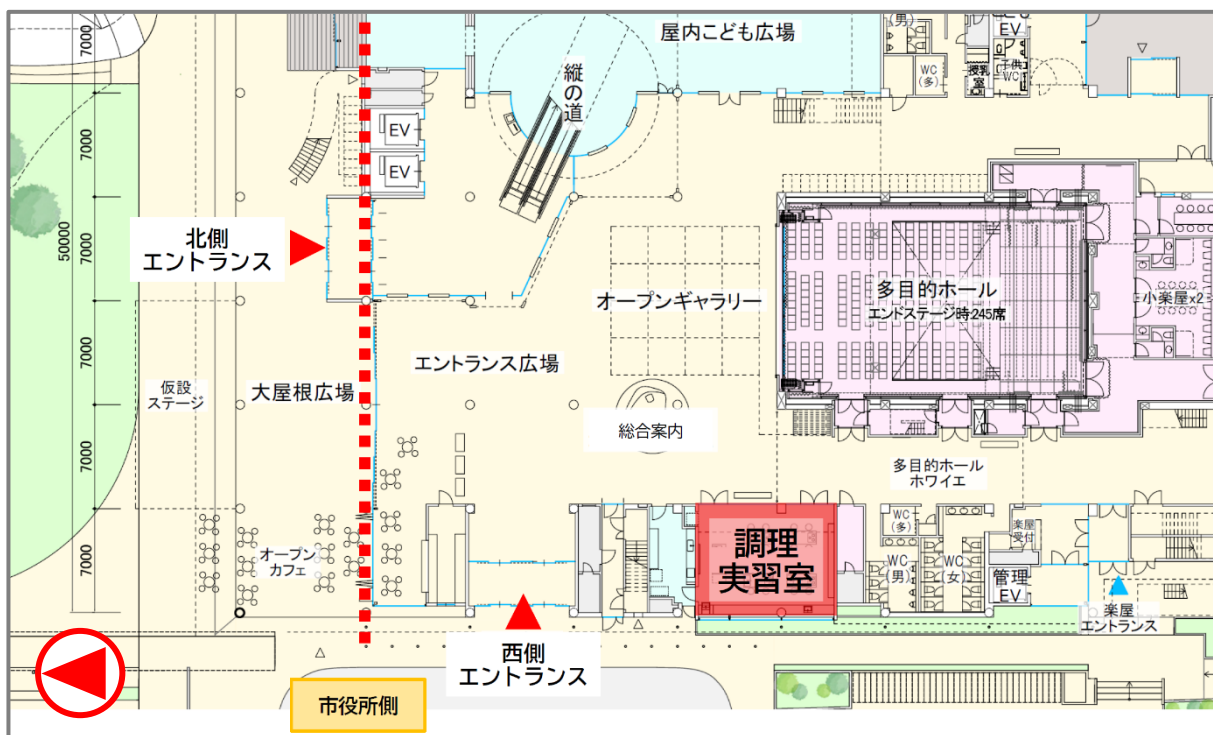 7000
7000
7000
7000
7000
7000
50000
屋内こども広場
縦の道
(男)
WC
(多)
EV
授乳室
子供
WC
EV
EV
北側
エントランス
オープンギャラリー
多目的ホール
エンドステージ時:245席
小楽屋x2
エントランス広場
仮設
ステージ
大屋根広場
総合案内
多目的ホール
ホワイエ
オープン
カフェ
調理
実習室
WC
(多)
WC
(男)
WC
(女)
楽屋
受付
管理
EV
楽屋
エントランス
西側
エントランス
市役所側